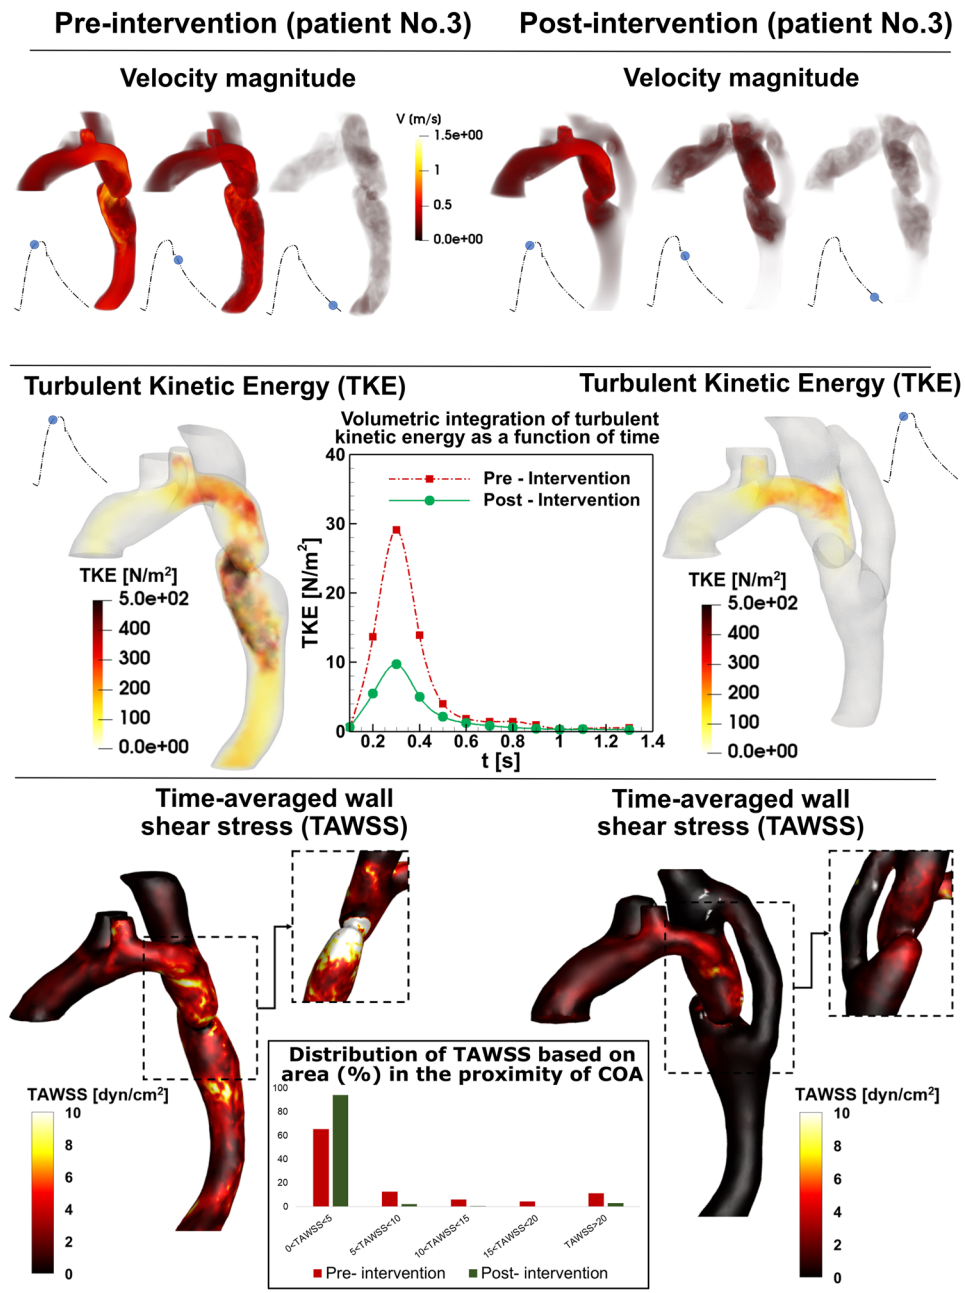 Pre-intervention (patient No.3)
Post-intervention (patient No.3)
Velocity magnitude
Velocity magnitude
V (m/s)
1.5e+00
1
0.5
0.0e+00
Turbulent Kinetic Energy (TKE)
Turbulent Kinetic Energy (TKE)
Volumetric integration of turbulent
kinetic energy as a function of time
40
30
20
10
0
TKE [N/m²]
Pre - Intervention
Post - Intervention
0.2
0.4
0.6
0.8
1
1.2
1.4
t [s]
TKE [N/m²]
5.0e+02
400
300
200
100
0.0e+00
TKE [N/m²]
5.0e+02
400
300
200
100
0.0e+00
Time-averaged wall
shear stress (TAWSS)
Time-averaged wall
shear stress (TAWSS)
TAWSS [dyn/cm²]
10
8
6
4
2
0
Distribution of TAWSS based on
area (%) in the proximity of COA
100
80
60
40
20
0
0<TAWSS<5
5<TAWSS<10
10<TAWSS<15
15<TAWSS<20
TAWSS>20
Pre- intervention
Post- intervention
TAWSS [dyn/cm²]
10
8
6
4
2
0